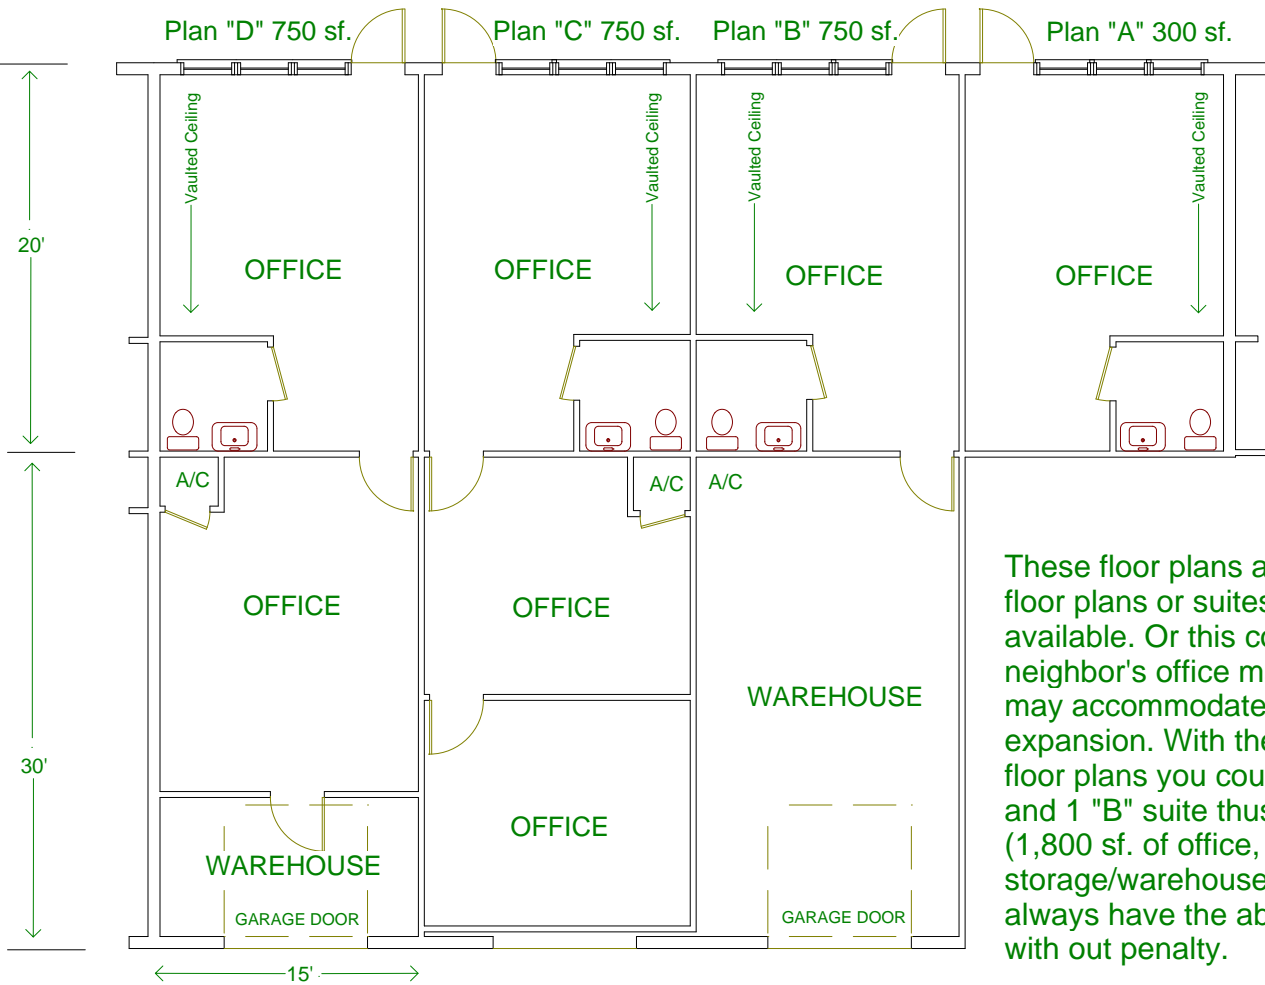 Plan "D" 750 sf.
Plan "C" 750 sf.
Plan "B" 750 sf.
Plan "A" 300 sf.
Vaulted Ceiling
Vaulted Ceiling
Vaulted Ceiling
Vaulted Ceiling
20'
OFFICE
OFFICE
OFFICE
OFFICE
A/C
A/C
A/C
OFFICE
OFFICE
WAREHOUSE
30'
OFFICE
WAREHOUSE
GARAGE DOOR
GARAGE DOOR
15'
These floor plans a
floor plans or suites
available. Or this co
neighbor's office m
may accommodate
expansion. With the
floor plans you cou
and 1 "B" suite thus
(1,800 sf. of office,
storage/warehouse
always have the ab
with out penalty.